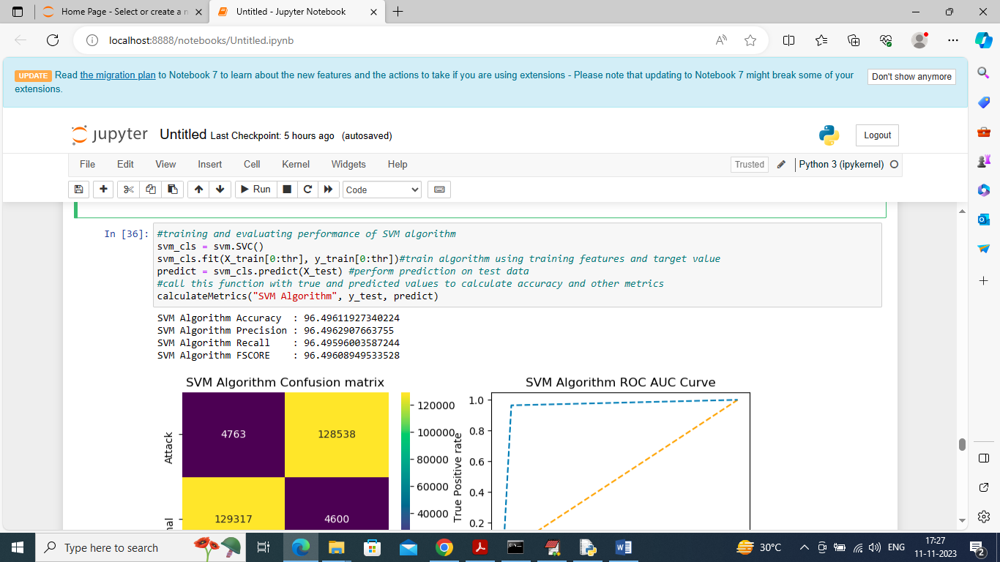 Home Page - Select or create a n
Untitled - Jupyter Notebook
localhost:8888/notebooks/Untitled.ipynb
UPDATE Read the migration plan to Notebook 7 to learn about the new features and the actions to take if you are using extensions - Please note that updating to Notebook 7 might break some of your
extensions.
Don't show anymore
jupyter Untitled Last Checkpoint: 5 hours ago (autosaved)
Logout
File Edit View Insert Cell Kernel Widgets Help
Trusted
Python 3 (ipykernel)
Run
Code
In [36]: #training and evaluating performance of SVM algorithm
svm_cls = svm.SVC()
svm_cls.fit(X_train[0:thr], y_train[0:thr])#train algorithm using training features and target value
predict = svm_cls.predict(X_test) #perform prediction on test data
#call this function with true and predicted values to calculate accuracy and other metrics
calculateMetrics("SVM Algorithm", y_test, predict)
SVM Algorithm Accuracy : 96.49611927340224
SVM Algorithm Precision : 96.4962907663755
SVM Algorithm Recall : 96.49596003587244
SVM Algorithm FSCORE : 96.49608949533528
SVM Algorithm Confusion matrix
Attack
4763
128538
129317
4600
120000
100000
80000
60000
40000
SVM Algorithm ROC AUC Curve
True Positive rate
1.0
0.8
0.6
0.4
0.2
Type here to search
30°C
ENG
17:27
11-11-2023
2